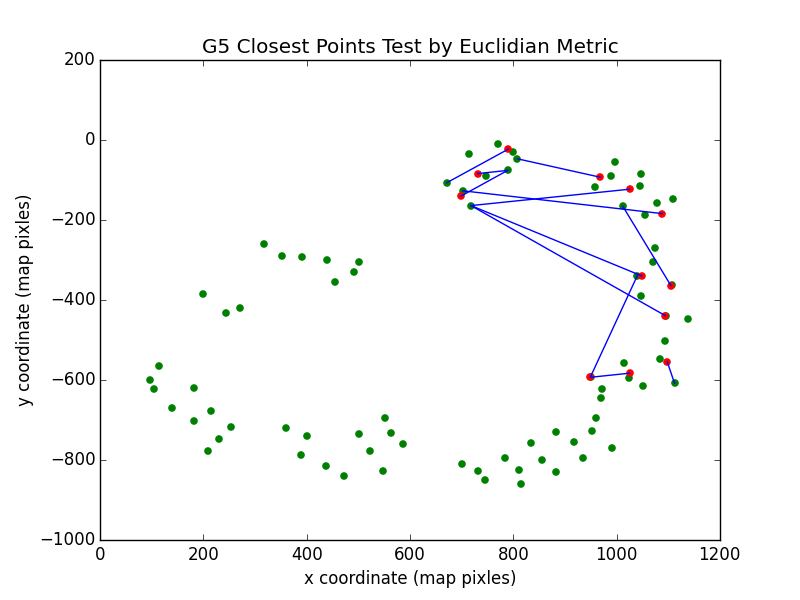 G5 Closest Points Test by Euclidian Metric
200
0
−200
−400
−600
−800
−1000
y coordinate (map pixles)
0 200 400 600 800 1000 1200
x coordinate (map pixles)